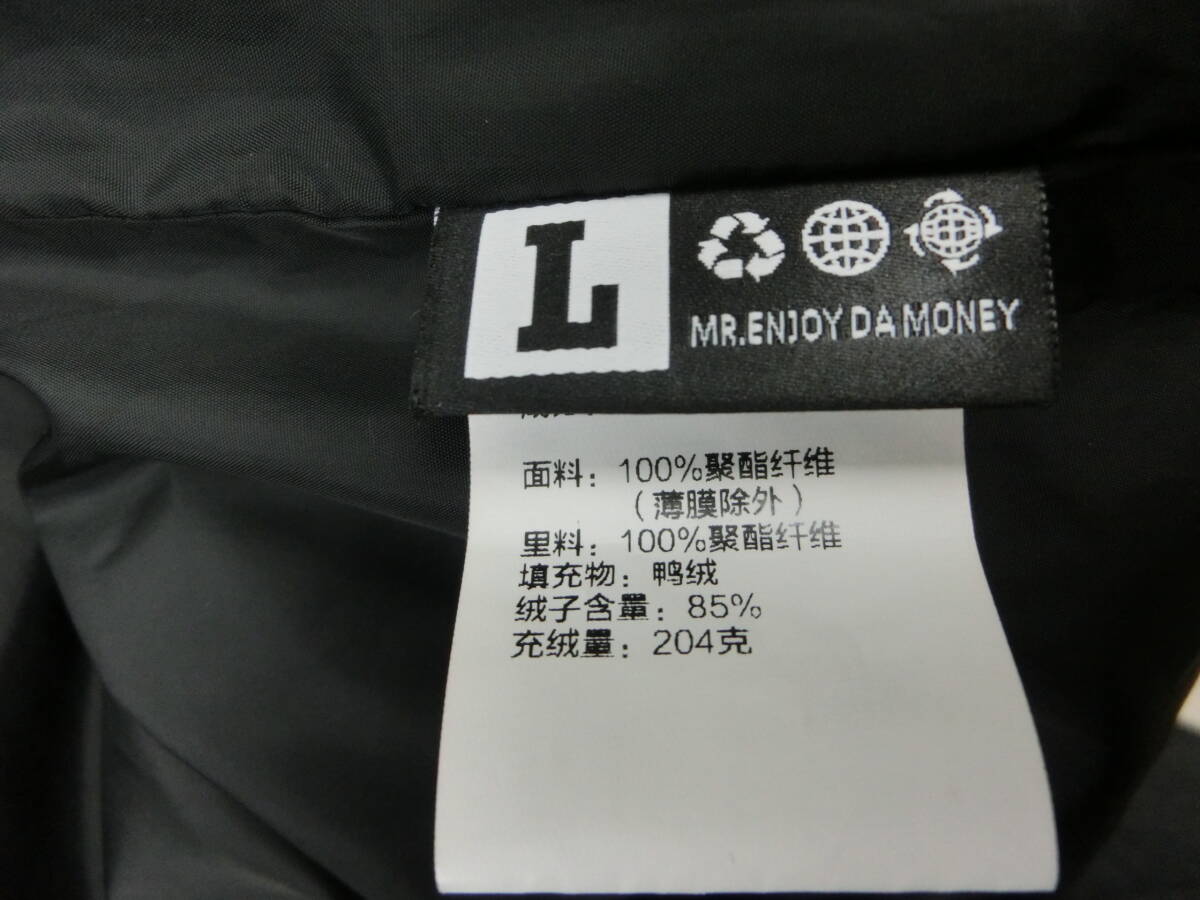 L
MR.ENJOY DA MONEY
面料：100%聚酯纤维
（薄膜除外）
里料：100%聚酯纤维
填充物：鸭绒
绒子含量：85%
充绒量：204克